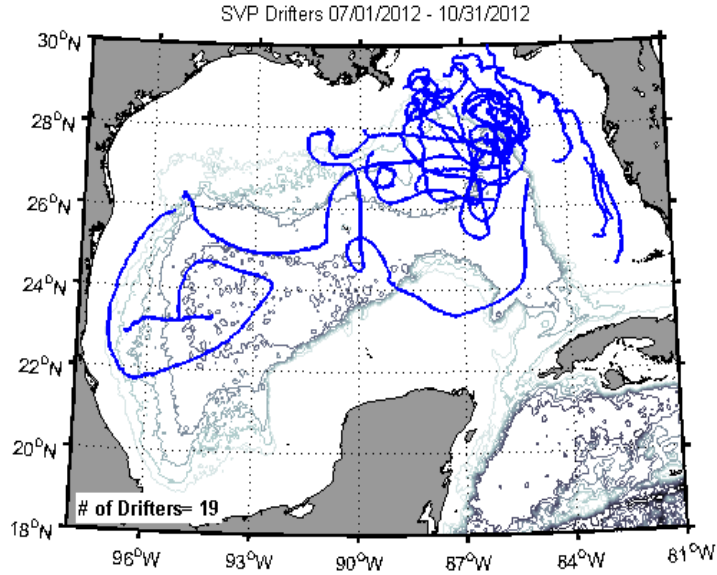 SVP Drifters 07/01/2012 - 10/31/2012
30°N
28°N
26°N
24°N
22°N
20°N
18°N
# of Drifters= 19
96°W 93°W 90°W 87°W 84°W 81°W